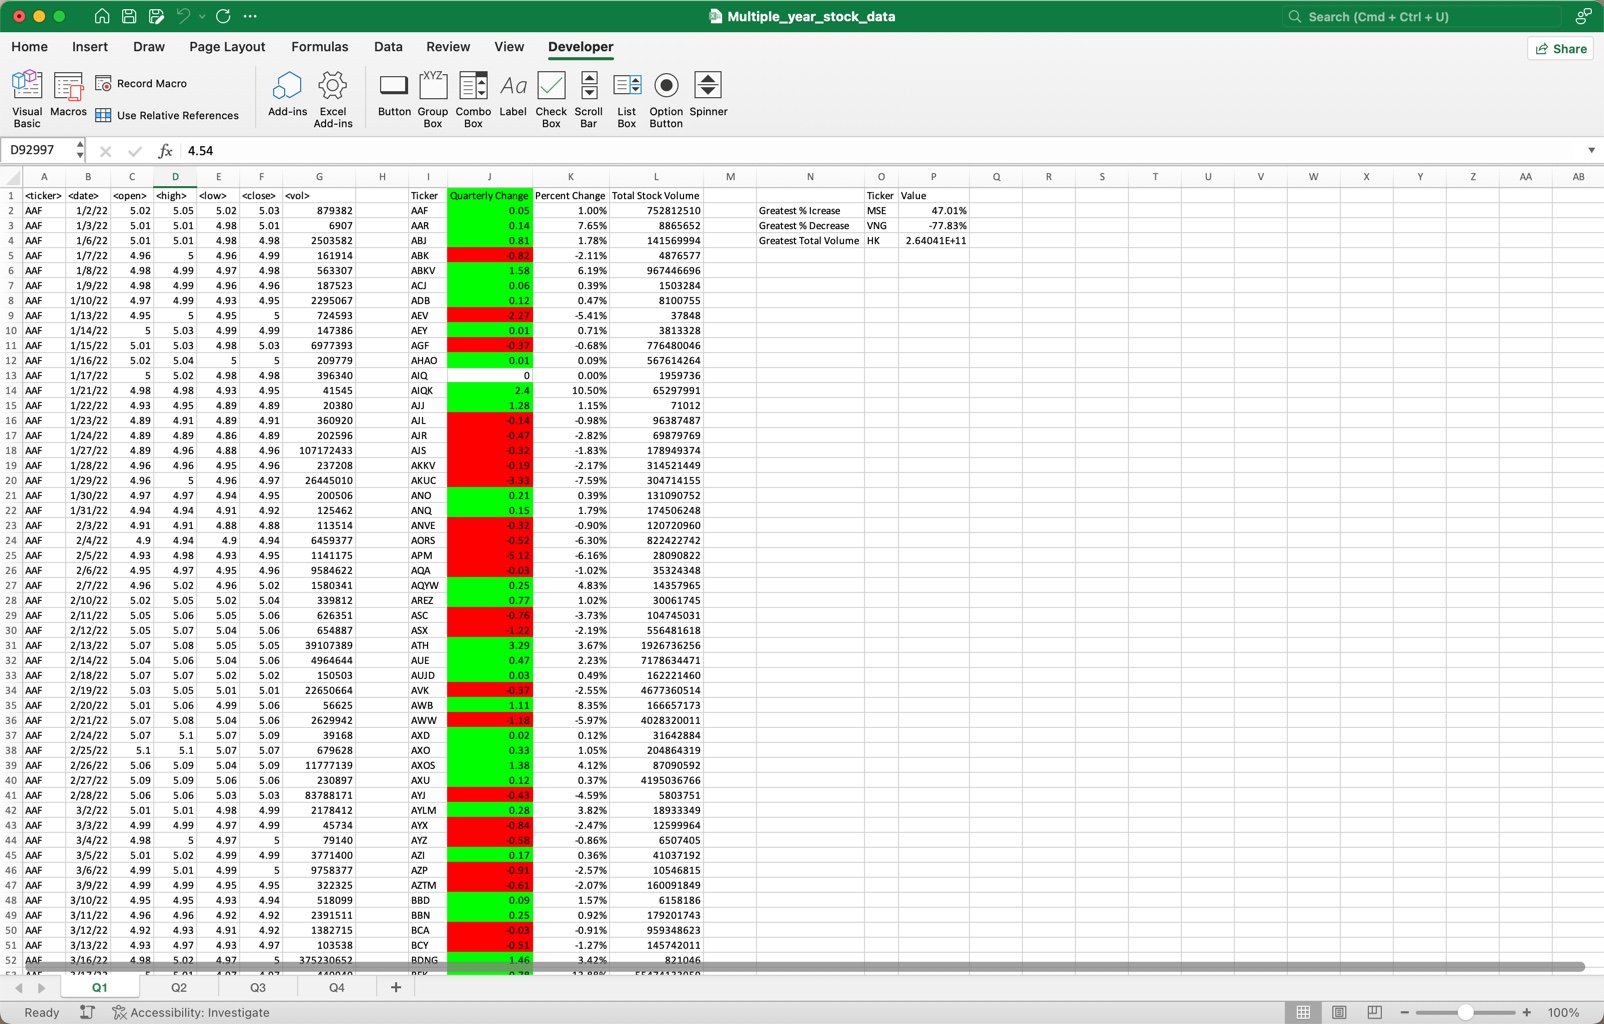 Multiple_year_stock_data
Search (Cmd + Ctrl + U)
Home Insert Draw Page Layout Formulas Data Review View Developer Share
Visual Basic Macros Record Macro Use Relative References Add-ins Excel Add-ins Button Group Box Combo Box Label Check Box Scroll Bar List Box Option Button Spinner
XYZ Aa
D92997 fx 4.54
A B C D E F G H I J K L M N O P Q R S T U V W X Y Z AA AB
1 <ticker> <date> <open> <high> <low> <close> <vol> Ticker Quarterly Change Percent Change Total Stock Volume Ticker Value
2 AAF 1/2/22 5.02 5.05 5.02 5.03 879382 AAF 0.05 1.00% 752812510 Greatest % Icrease MSE 47.01%
3 AAF 1/3/22 5.01 5.01 4.98 5.01 6907 AAR 0.14 7.65% 8865652 Greatest % Decrease VNG -77.83%
4 AAF 1/6/22 5.01 5.01 4.98 4.98 2503582 ABJ 0.81 1.78% 141569994 Greatest Total Volume HK 2.64041E+11
5 AAF 1/7/22 4.96 5 4.96 4.99 161914 ABK -0.82 -2.11% 4876577
6 AAF 1/8/22 4.98 4.99 4.97 4.98 563307 ABKV 1.58 6.19% 967446696
7 AAF 1/9/22 4.98 4.99 4.96 4.96 187523 ACJ 0.06 0.39% 1503284
8 AAF 1/10/22 4.97 4.99 4.93 4.95 2295067 ADB 0.12 0.47% 8100755
9 AAF 1/13/22 4.95 5 4.95 5 724593 AEV -2.27 -5.41% 37848
10 AAF 1/14/22 5 5.03 4.99 4.99 147386 AEY 0.01 0.71% 3813328
11 AAF 1/15/22 5.01 5.03 4.98 5.03 6977393 AGF -0.37 -0.68% 776480046
12 AAF 1/16/22 5.02 5.04 5 5 209779 AHAO 0.01 0.09% 567614264
13 AAF 1/17/22 5 5.02 4.98 4.98 396340 AIQ 0 0.00% 1959736
14 AAF 1/21/22 4.98 4.98 4.93 4.95 41545 AIQK 2.4 10.50% 65297991
15 AAF 1/22/22 4.93 4.95 4.89 4.89 20380 AJJ 1.28 1.15% 71012
16 AAF 1/23/22 4.89 4.91 4.89 4.91 360920 AJL -0.14 -0.98% 96387487
17 AAF 1/24/22 4.89 4.89 4.86 4.89 202596 AJR -0.47 -2.82% 69879769
18 AAF 1/27/22 4.89 4.96 4.88 4.96 107172433 AJS -0.32 -1.83% 178949374
19 AAF 1/28/22 4.96 4.96 4.95 4.96 237208 AKKV -0.19 -2.17% 314521449
20 AAF 1/29/22 4.96 5 4.96 4.97 26445010 AKUC -3.33 -7.59% 304714155
21 AAF 1/30/22 4.97 4.97 4.94 4.95 200506 ANO 0.21 0.39% 131090752
22 AAF 1/31/22 4.94 4.94 4.91 4.92 125462 ANQ 0.15 1.79% 174506248
23 AAF 2/3/22 4.91 4.91 4.88 4.88 113514 ANVE -0.32 -0.90% 120720960
24 AAF 2/4/22 4.9 4.94 4.9 4.94 6459377 AORS -0.52 -6.30% 822422742
25 AAF 2/5/22 4.93 4.98 4.93 4.95 1141175 APM -5.12 -6.16% 28090822
26 AAF 2/6/22 4.95 4.97 4.95 4.96 9584622 AQA -0.03 -1.02% 35324348
27 AAF 2/7/22 4.96 5.02 4.96 5.02 1580341 AQYW 0.25 4.83% 14357965
28 AAF 2/10/22 5.02 5.05 5.02 5.04 339812 AREZ 0.77 1.02% 30061745
29 AAF 2/11/22 5.05 5.06 5.05 5.06 626351 ASC -0.76 -3.73% 104745031
30 AAF 2/12/22 5.05 5.07 5.04 5.06 654887 ASX -1.22 -2.19% 556481618
31 AAF 2/13/22 5.07 5.08 5.05 5.05 39107389 ATH 3.29 3.67% 1926736256
32 AAF 2/14/22 5.04 5.06 5.04 5.06 4964644 AUE 0.47 2.23% 7178634471
33 AAF 2/18/22 5.07 5.07 5.02 5.02 150503 AUJD 0.03 0.49% 162221460
34 AAF 2/19/22 5.03 5.05 5.01 5.01 22650664 AVK -0.37 -2.55% 4677360514
35 AAF 2/20/22 5.01 5.06 4.99 5.06 56625 AWB 1.11 8.35% 166657173
36 AAF 2/21/22 5.07 5.08 5.04 5.06 2629942 AWW -1.18 -5.97% 4028320011
37 AAF 2/24/22 5.07 5.1 5.07 5.09 39168 AXD 0.02 0.12% 31642884
38 AAF 2/25/22 5.1 5.1 5.07 5.07 679628 AXO 0.33 1.05% 204864319
39 AAF 2/26/22 5.06 5.09 5.04 5.09 11777139 AXOS 1.38 4.12% 87090592
40 AAF 2/27/22 5.09 5.09 5.06 5.06 230897 AXU 0.12 0.37% 4195036766
41 AAF 2/28/22 5.06 5.06 5.03 5.03 83788171 AYJ -0.43 -4.59% 5803751
42 AAF 3/2/22 5.01 5.01 4.98 4.99 2178412 AYLM 0.28 3.82% 18933349
43 AAF 3/3/22 4.99 4.99 4.97 4.99 45734 AYX -0.84 -2.47% 12599964
44 AAF 3/4/22 4.98 5 4.97 5 79140 AYZ -0.58 -0.86% 6507405
45 AAF 3/5/22 5.01 5.02 4.99 4.99 3771400 AZI 0.17 0.36% 41037192
46 AAF 3/6/22 4.99 5.01 4.99 5 9758377 AZP -0.91 -2.57% 10546815
47 AAF 3/9/22 4.99 4.99 4.95 4.95 322325 AZTM -0.61 -2.07% 160091849
48 AAF 3/10/22 4.95 4.95 4.93 4.94 518099 BBD 0.09 1.57% 6158186
49 AAF 3/11/22 4.96 4.96 4.92 4.92 2391511 BBN 0.25 0.92% 179201743
50 AAF 3/12/22 4.92 4.93 4.91 4.92 1382715 BCA -0.03 -0.91% 959348623
51 AAF 3/13/22 4.93 4.97 4.93 4.97 103538 BCY -0.51 -1.27% 145742011
52 AAF 3/16/22 4.98 5.02 4.97 5 375230652 BDNG 1.46 3.42% 821046
Q1 Q2 Q3 Q4 +
Ready Accessibility: Investigate 100%